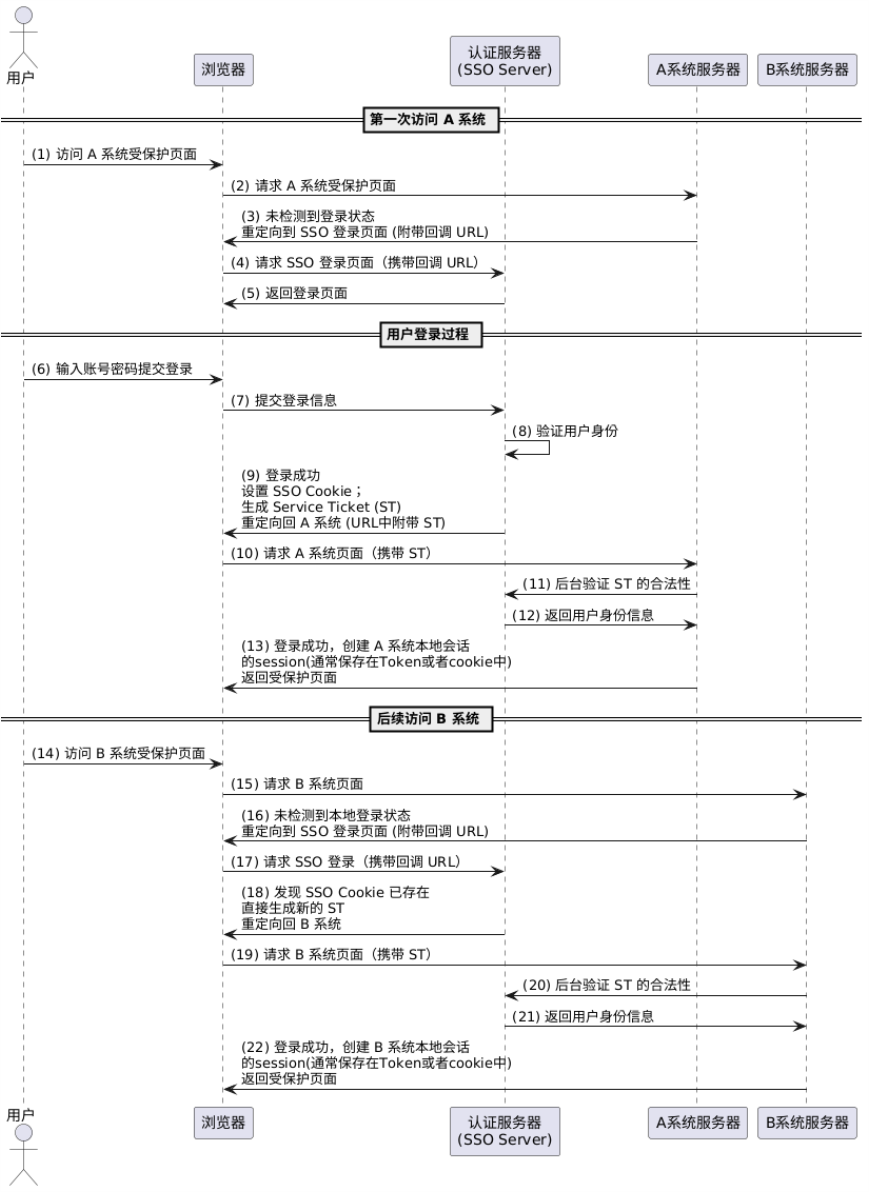 用户
浏览器
认证服务器
(SSO Server)
A系统服务器
B系统服务器
第一次访问 A 系统
(1) 访问 A 系统受保护页面
(2) 请求 A 系统受保护页面
(3) 未检测到登录状态
重定向到 SSO 登录页面 (附带回调 URL)
(4) 请求 SSO 登录页面（携带回调 URL）
(5) 返回登录页面
用户登录过程
(6) 输入账号密码提交登录
(7) 提交登录信息
(8) 验证用户身份
(9) 登录成功
设置 SSO Cookie；
生成 Service Ticket (ST)
重定向回 A 系统 (URL中附带 ST)
(10) 请求 A 系统页面（携带 ST）
(11) 后台验证 ST 的合法性
(12) 返回用户身份信息
(13) 登录成功，创建 A 系统本地会话
的session(通常保存在Token或者cookie中)
返回受保护页面
后续访问 B 系统
(14) 访问 B 系统受保护页面
(15) 请求 B 系统页面
(16) 未检测到本地登录状态
重定向到 SSO 登录页面 (附带回调 URL)
(17) 请求 SSO 登录（携带回调 URL）
(18) 发现 SSO Cookie 已存在
直接生成新的 ST
重定向回 B 系统
(19) 请求 B 系统页面（携带 ST）
(20) 后台验证 ST 的合法性
(21) 返回用户身份信息
(22) 登录成功，创建 B 系统本地会话
的session(通常保存在Token或者cookie中)
返回受保护页面
用户
浏览器
认证服务器
(SSO Server)
A系统服务器
B系统服务器